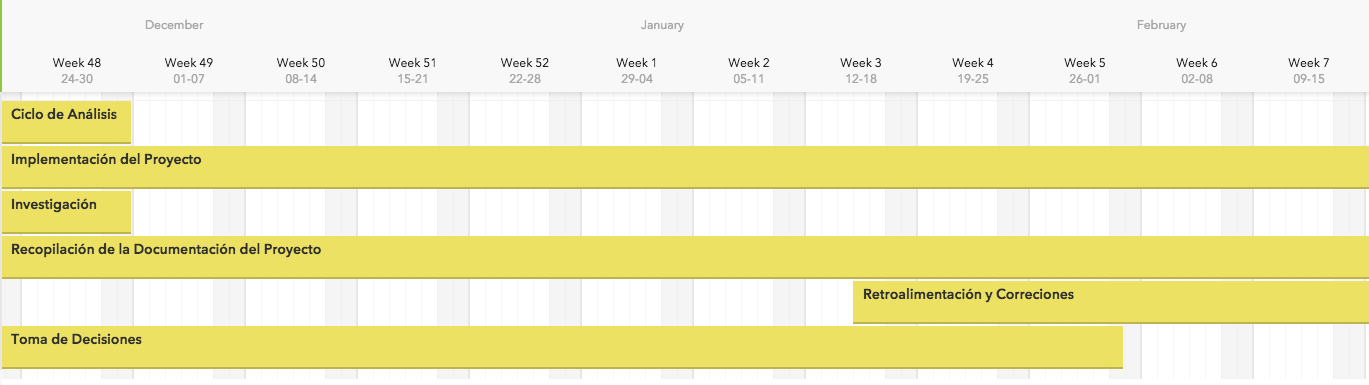 December January February
Week 48 Week 49 Week 50 Week 51 Week 52 Week 1 Week 2 Week 3 Week 4 Week 5 Week 6 Week 7
24-30 01-07 08-14 15-21 22-28 29-04 05-11 12-18 19-25 26-01 02-08 09-15
Ciclo de Análisis
Implementación del Proyecto
Investigación
Recopilación de la Documentación del Proyecto
Retroalimentación y Correciones
Toma de Decisiones